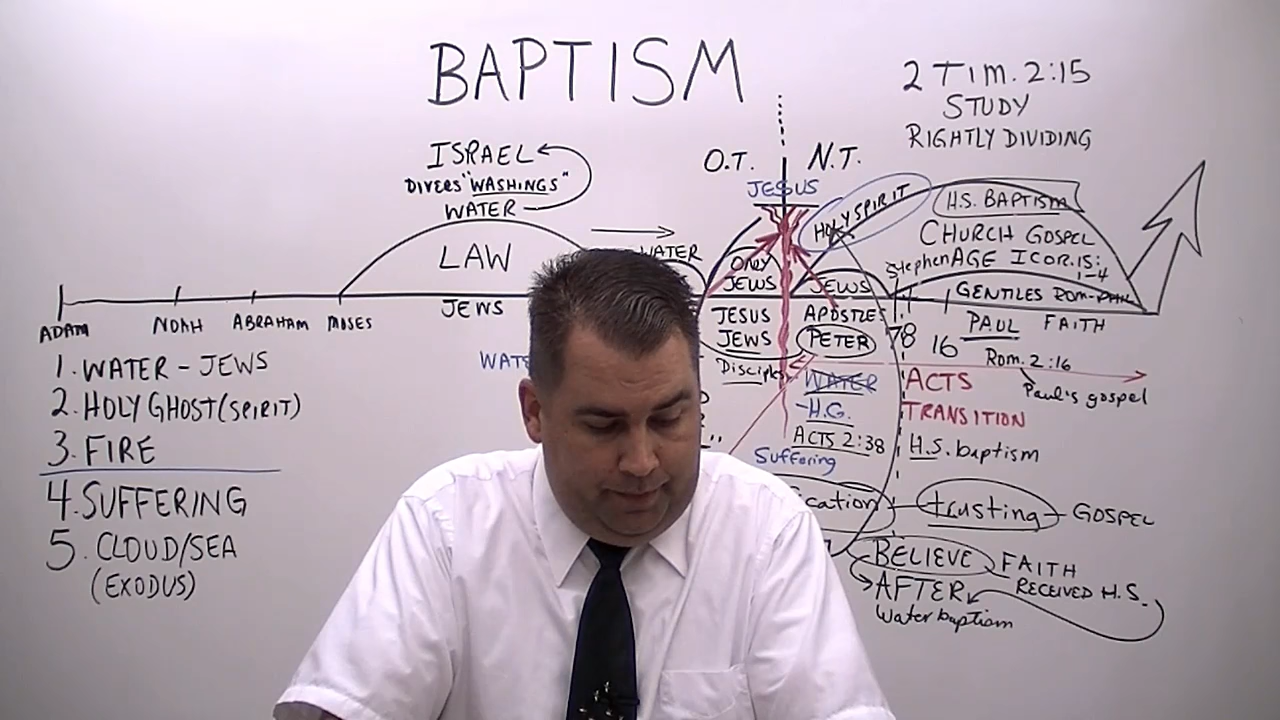 BAPTISM
2 Tim. 2:15
STUDY
RIGHTLY DIVIDING
ISRAEL
DIVERS "WASHINGS"
WATER
LAW
JEWS
O.T.
N.T.
JESUS
HOLY SPIRIT
H.S. BAPTISM
CHURCH GOSPEL
Stephen AGE I COR. 15:
1-4
GENTILES ROM-PHIL
WATER
ONLY
JEWS
JEWS
ADAM
NOAH
ABRAHAM
MOSES
JESUS
JEWS
Disciples
APOSTLES
PETER
WATER
-H.G.
ACTS 2:38
Suffering
78
16
PAUL FAITH
Rom. 2:16
Paul's gospel
ACTS
TRANSITION
H.S. baptism
1. WATER - JEWS
2. HOLY GHOST (SPIRIT)
3. FIRE
4. SUFFERING
5. CLOUD/SEA
(EXODUS)
trusting - GOSPEL
BELIEVE FAITH
RECEIVED H.S.
AFTER
Water baptism